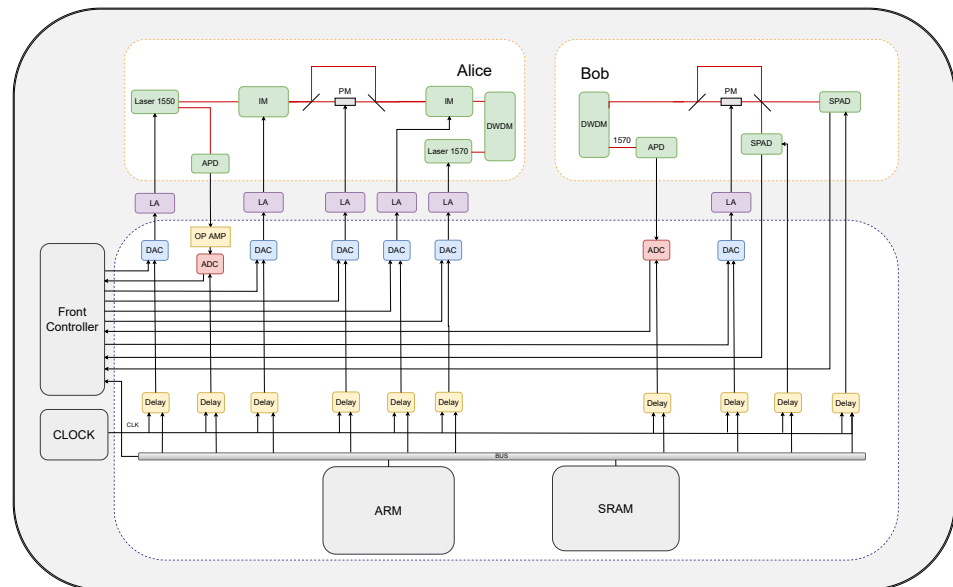 Alice
Bob
PM
PM
Laser 1550
IM
IM
SPAD
DWDM
DWDM
1570
SPAD
APD
Laser 1570
APD
LA
LA
LA
LA
LA
LA
OP AMP
DAC
DAC
DAC
DAC
DAC
ADC
DAC
ADC
Front
Controller
Delay
Delay
Delay
Delay
Delay
Delay
Delay
Delay
Delay
Delay
CLK
CLOCK
BUS
ARM
SRAM